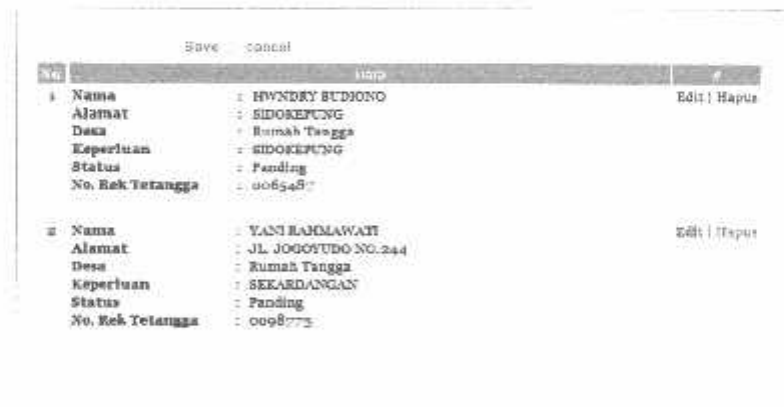 Save cancel
No Data #
1 Nama : HWNDRY BUDIONO Edit | Hapus
Alamat : SIDOKEPUNG
Desa : Rumah Tangga
Keperluan : SIDOKEPUNG
Status : Panding
No. Rek Tetangga : 0065487
2 Nama : YANI RAHMAWATI Edit | Hapus
Alamat : JL. JOGOYUDO NO.244
Desa : Rumah Tangga
Keperluan : SEKARDANGAN
Status : Panding
No. Rek Tetangga : 0098775